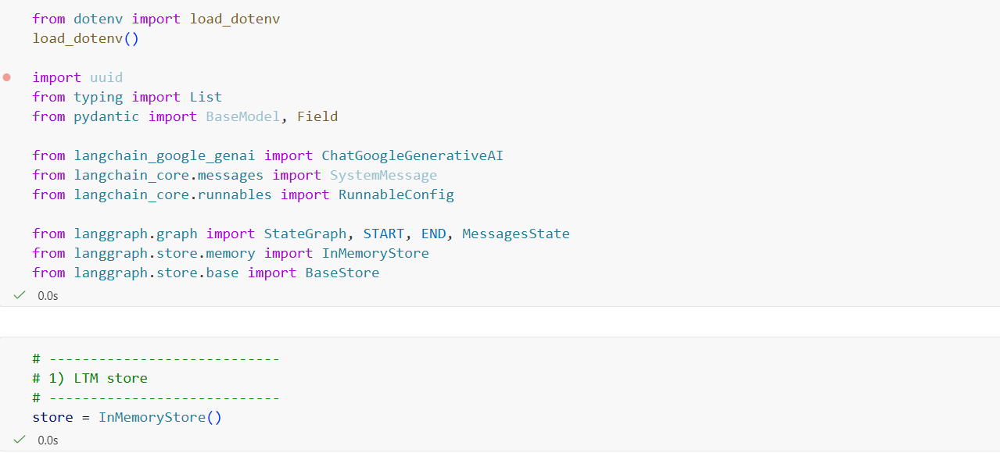 from dotenv import load_dotenv
load_dotenv()
import uuid
from typing import List
from pydantic import BaseModel, Field
from langchain_google_genai import ChatGoogleGenerativeAI
from langchain_core.messages import SystemMessage
from langchain_core.runnables import RunnableConfig
from langgraph.graph import StateGraph, START, END, MessagesState
from langgraph.store.memory import InMemoryStore
from langgraph.store.base import BaseStore
0.0s
# ----------------------------
# 1) LTM store
# ----------------------------
store = InMemoryStore()
0.0s